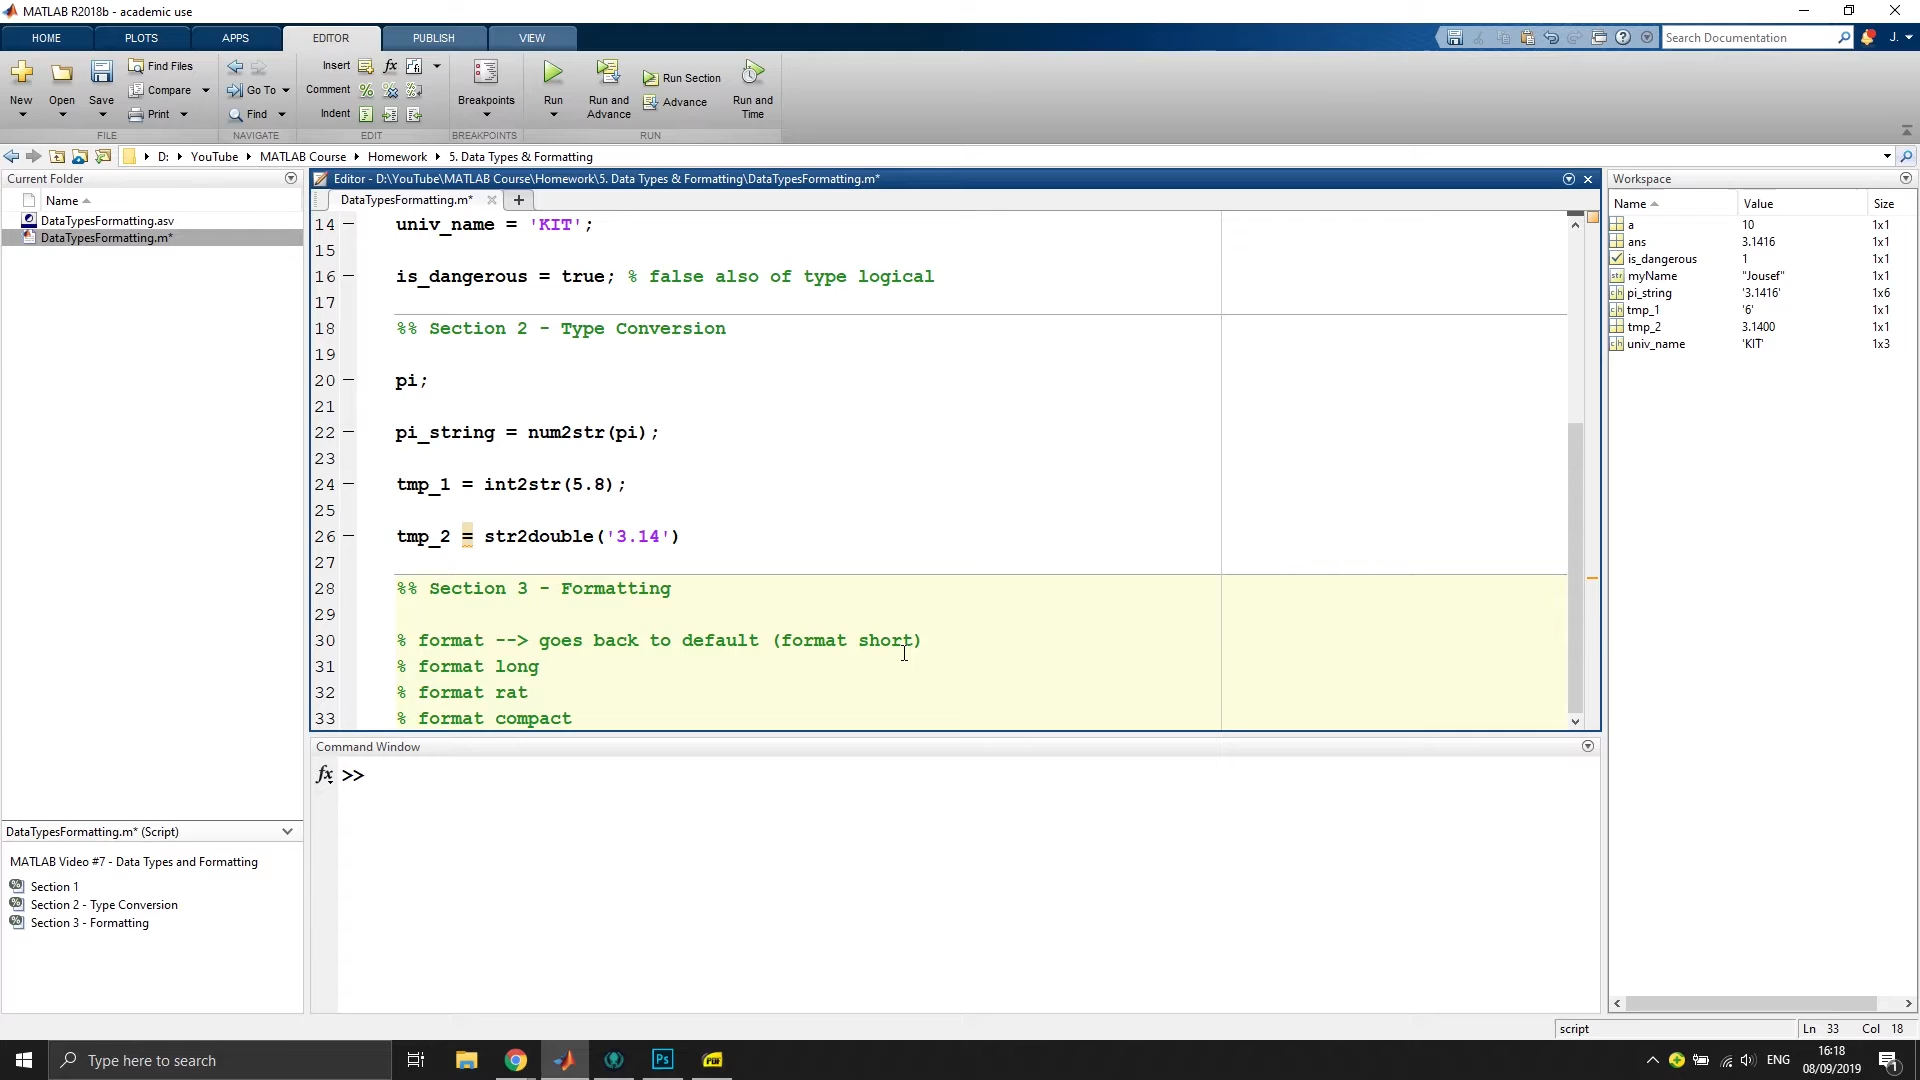 MATLAB R2018b - academic use
HOME PLOTS APPS EDITOR PUBLISH VIEW
Search Documentation
J.
New
Open
Save
Find Files
Compare
Print
Go To
Find
Insert
fx
Comment
Indent
Breakpoints
Run
Run and Advance
Run Section
Advance
Run and Time
FILE NAVIGATE EDIT BREAKPOINTS RUN
D: YouTube MATLAB Course Homework 5. Data Types & Formatting
Current Folder
Name
DataTypesFormatting.asv
DataTypesFormatting.m*
Editor - D:\YouTube\MATLAB Course\Homework\5. Data Types & Formatting\DataTypesFormatting.m*
DataTypesFormatting.m*
14 univ_name = 'KIT';
15
16 is_dangerous = true; % false also of type logical
17
18 %% Section 2 - Type Conversion
19
20 pi;
21
22 pi_string = num2str(pi);
23
24 tmp_1 = int2str(5.8);
25
26 tmp_2 = str2double('3.14')
27
28 %% Section 3 - Formatting
29
30 % format --> goes back to default (format short)
31 % format long
32 % format rat
33 % format compact
Workspace
Name Value Size
a 10 1x1
ans 3.1416 1x1
is_dangerous 1 1x1
myName "Jousef" 1x1
pi_string '3.1416' 1x6
tmp_1 '6' 1x1
tmp_2 3.1400 1x1
univ_name 'KIT' 1x3
Command Window
fx >>
DataTypesFormatting.m* (Script)
MATLAB Video #7 - Data Types and Formatting
Section 1
Section 2 - Type Conversion
Section 3 - Formatting
script
Ln 33 Col 18
Type here to search
Ps
PDF
ENG
16:18
08/09/2019
1